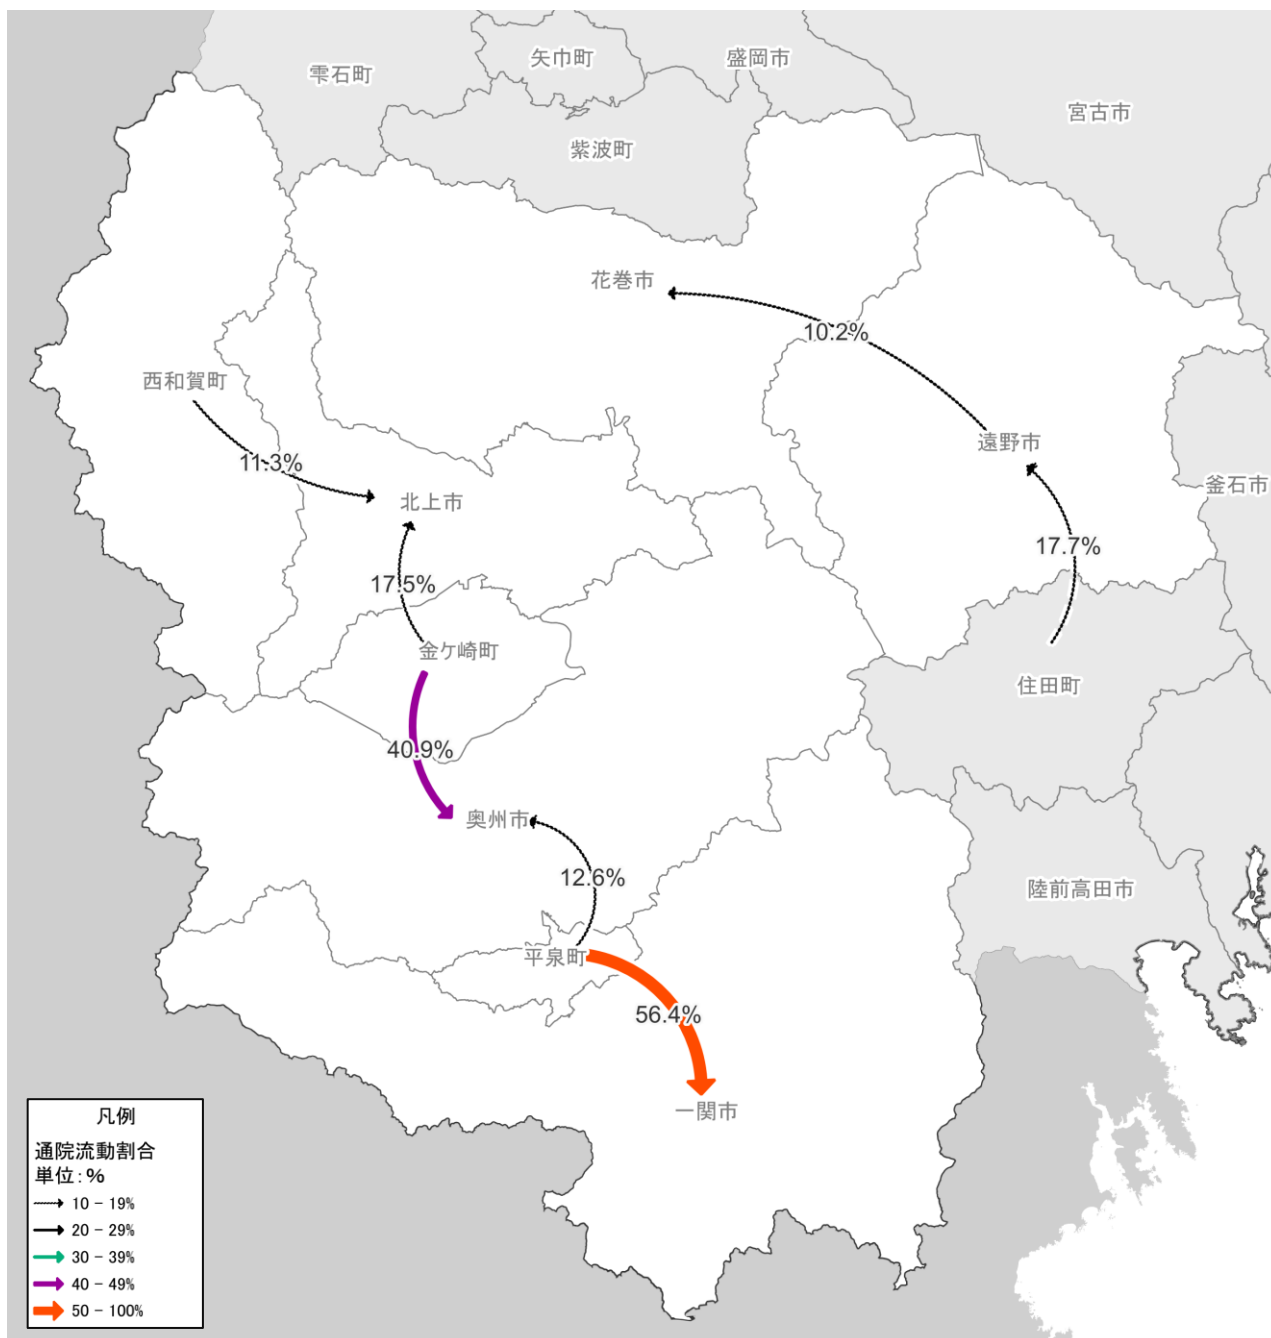 矢巾町
盛岡市
雫石町
宮古市
紫波町
花巻市
10.2%
西和賀町
遠野市
11.3%
釜石市
北上市
17.7%
17.5%
金ケ崎町
住田町
40.9%
奥州市
12.6%
陸前高田市
平泉町
56.4%
一関市
凡例
通院流動割合
単位:%
10 - 19%
20 - 29%
30 - 39%
40 - 49%
50 - 100%